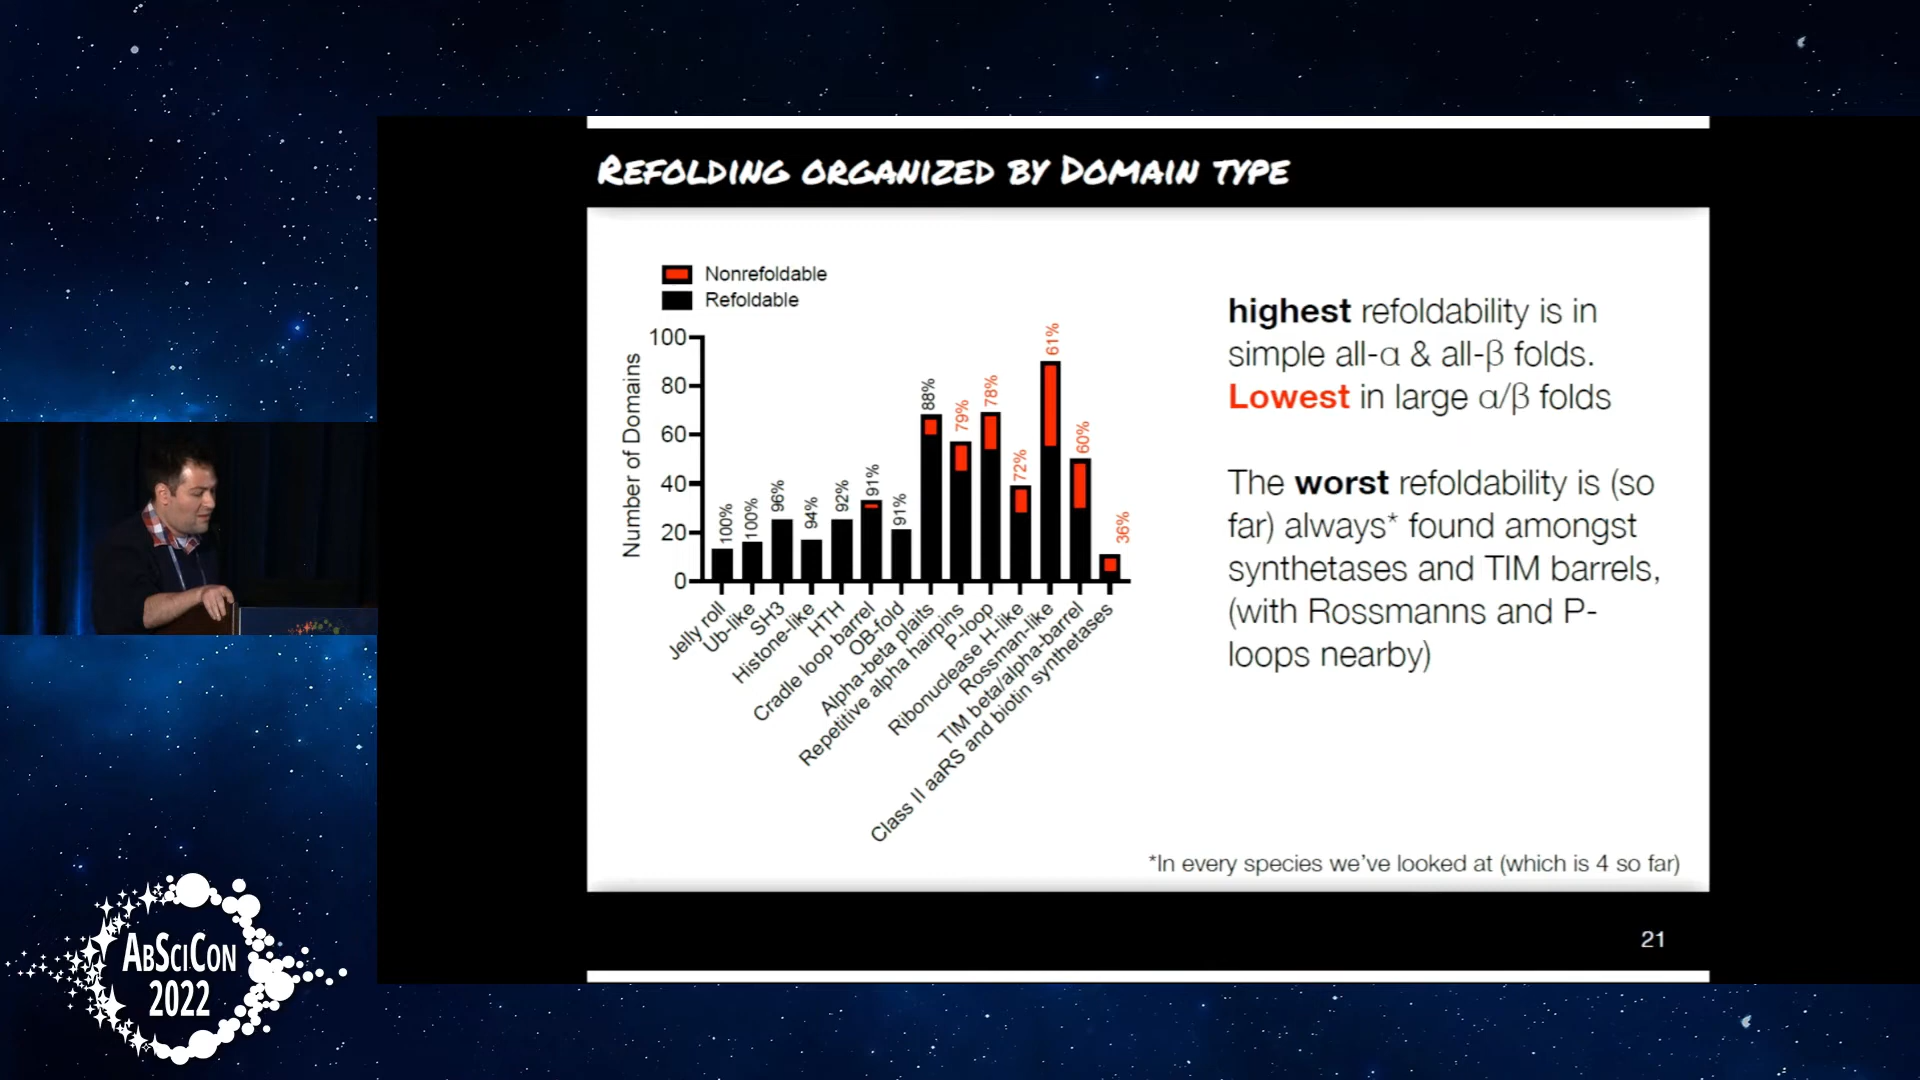 REFOLDING ORGANIZED BY DOMAIN TYPE
Nonrefoldable
Refoldable
Number of Domains
100
80
60
40
20
0
100%
100%
96%
94%
92%
91%
91%
88%
79%
78%
72%
61%
60%
36%
Jelly roll
Ub-like
SH3
Histone-like
HTH
Cradle loop barrel
OB-fold
Alpha-beta plaits
Repetitive alpha hairpins
P-loop
Ribonuclease H-like
Rossman-like
TIM beta/alpha-barrel
Class II aaRS and biotin synthetases
highest refoldability is in
simple all-α & all-β folds.
Lowest in large α/β folds
The worst refoldability is (so
far) always* found amongst
synthetases and TIM barrels,
(with Rossmanns and P-
loops nearby)
*In every species we've looked at (which is 4 so far)
21
ABSCICON
2022